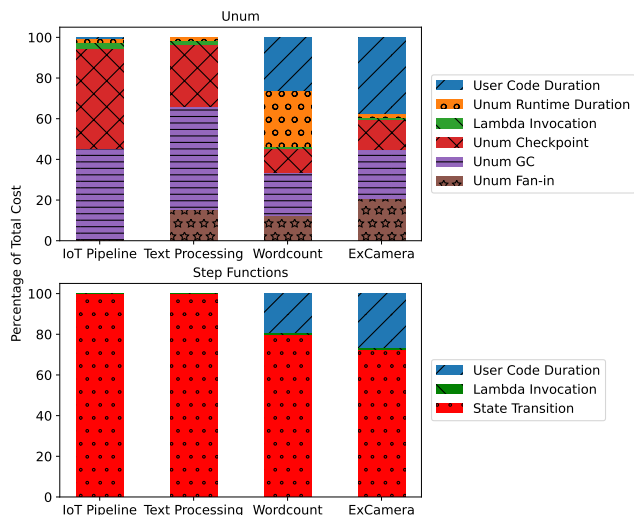 Unum
100
80
60
40
20
0
IoT Pipeline Text Processing Wordcount ExCamera
User Code Duration
Unum Runtime Duration
Lambda Invocation
Unum Checkpoint
Unum GC
Unum Fan-in
Percentage of Total Cost
Step Functions
100
80
60
40
20
0
IoT Pipeline Text Processing Wordcount ExCamera
User Code Duration
Lambda Invocation
State Transition